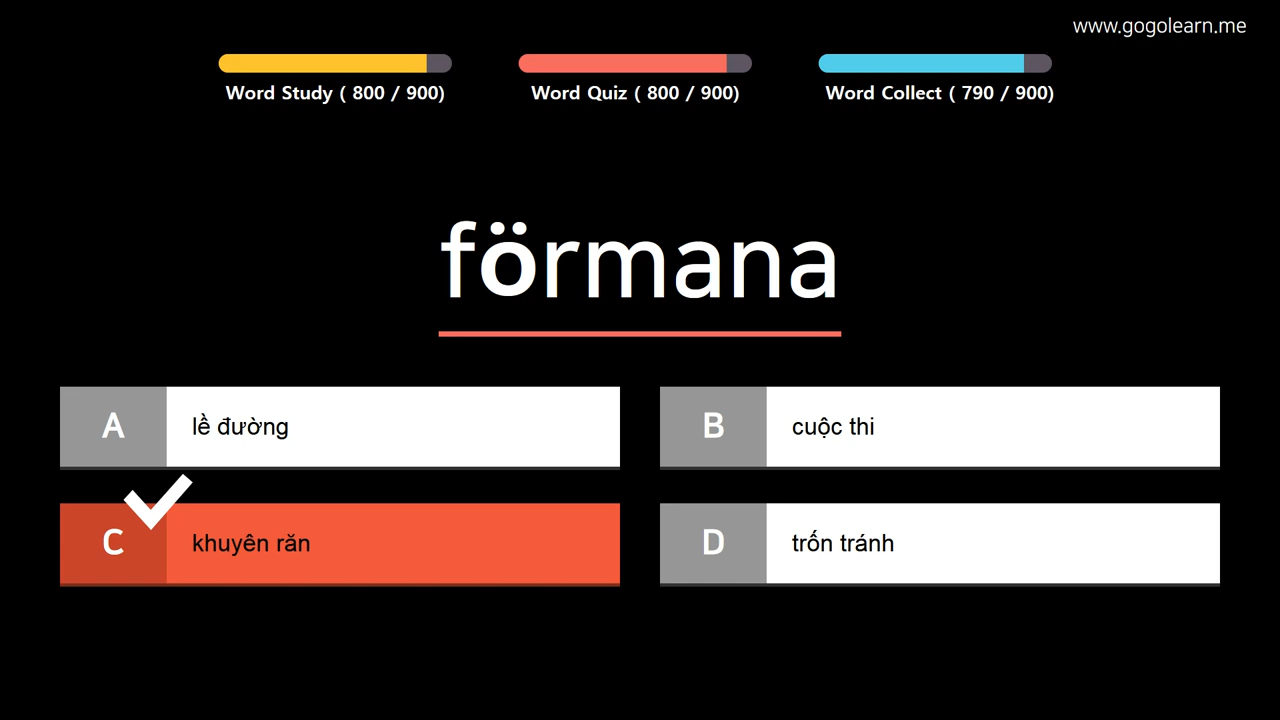 www.gogolearn.me
Word Study ( 800 / 900)
Word Quiz ( 800 / 900)
Word Collect ( 790 / 900)
förmana
A lề đường
B cuộc thi
C khuyên răn
D trốn tránh